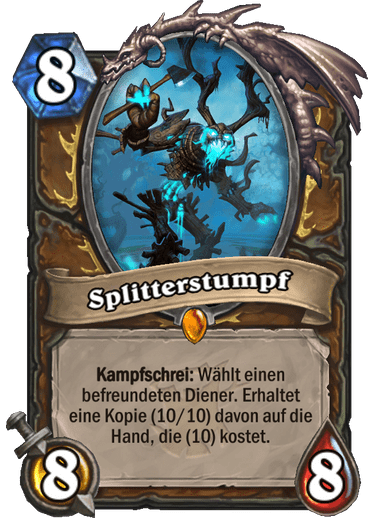 8
Splitterstumpf
Kampfschrei: Wählt einen
befreundeten Diener. Erhaltet
eine Kopie (10/10) davon auf die
Hand, die (10) kostet.
8
8